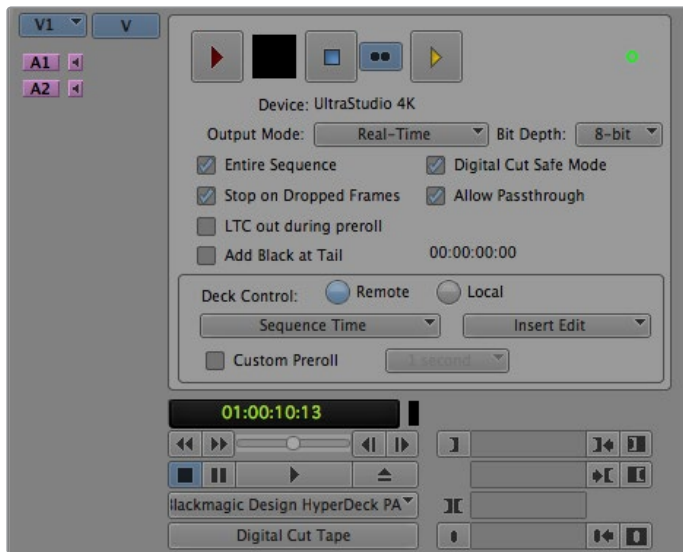 V1 V
A1
A2
Device: UltraStudio 4K
Output Mode: Real-Time Bit Depth: 8-bit
Entire Sequence Digital Cut Safe Mode
Stop on Dropped Frames Allow Passthrough
LTC out during preroll
Add Black at Tail 00:00:00:00
Deck Control: Remote Local
Sequence Time Insert Edit
Custom Preroll 1 second
01:00:10:13
Blackmagic Design HyperDeck PA
Digital Cut Tape